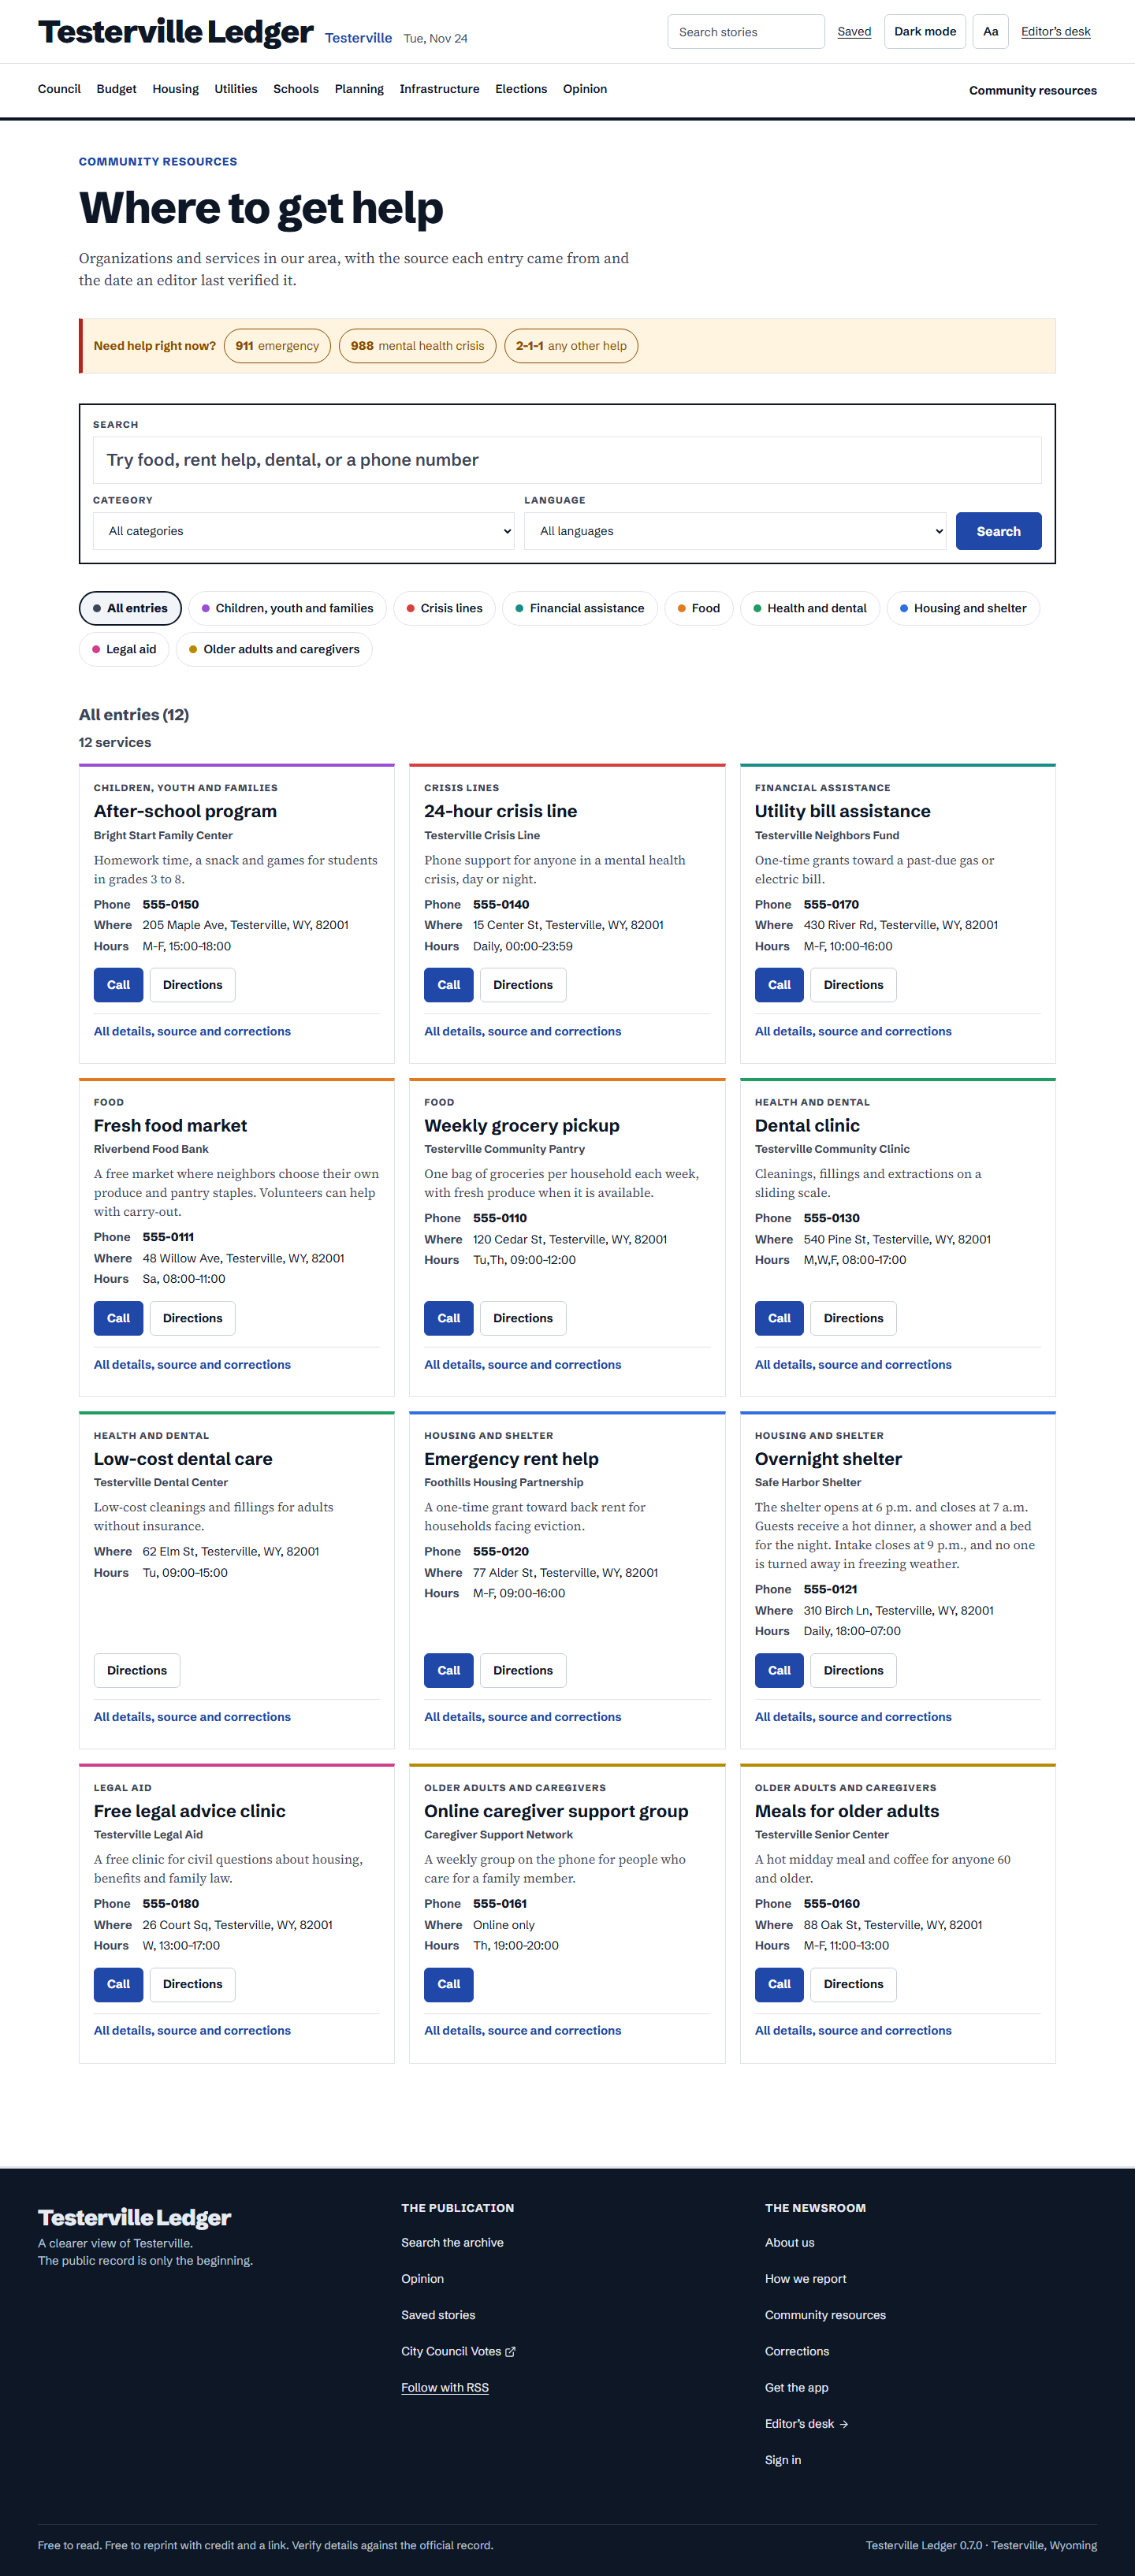 Testerville Ledger Testerville Tue, Nov 24 Search stories Saved Dark mode Aa Editor's desk
Council Budget Housing Utilities Schools Planning Infrastructure Elections Opinion Community resources
COMMUNITY RESOURCES
Where to get help
Organizations and services in our area, with the source each entry came from and
the date an editor last verified it.
Need help right now? 911 emergency 988 mental health crisis 2-1-1 any other help
SEARCH
Try food, rent help, dental, or a phone number
CATEGORY LANGUAGE
All categories All languages Search
All entries Children, youth and families Crisis lines Financial assistance Food Health and dental Housing and shelter
Legal aid Older adults and caregivers
All entries (12)
12 services
CHILDREN, YOUTH AND FAMILIES
After-school program
Bright Start Family Center
Homework time, a snack and games for students
in grades 3 to 8.
Phone 555-0150
Where 205 Maple Ave, Testerville, WY, 82001
Hours M-F, 15:00-18:00
Call Directions
All details, source and corrections
CRISIS LINES
24-hour crisis line
Testerville Crisis Line
Phone support for anyone in a mental health
crisis, day or night.
Phone 555-0140
Where 15 Center St, Testerville, WY, 82001
Hours Daily, 00:00-23:59
Call Directions
All details, source and corrections
FINANCIAL ASSISTANCE
Utility bill assistance
Testerville Neighbors Fund
One-time grants toward a past-due gas or
electric bill.
Phone 555-0170
Where 430 River Rd, Testerville, WY, 82001
Hours M-F, 10:00-16:00
Call Directions
All details, source and corrections
FOOD
Fresh food market
Riverbend Food Bank
A free market where neighbors choose their own
produce and pantry staples. Volunteers can help
with carry-out.
Phone 555-0111
Where 48 Willow Ave, Testerville, WY, 82001
Hours Sa, 08:00-11:00
Call Directions
All details, source and corrections
FOOD
Weekly grocery pickup
Testerville Community Pantry
One bag of groceries per household each week,
with fresh produce when it is available.
Phone 555-0110
Where 120 Cedar St, Testerville, WY, 82001
Hours Tu,Th, 09:00-12:00
Call Directions
All details, source and corrections
HEALTH AND DENTAL
Dental clinic
Testerville Community Clinic
Cleanings, fillings and extractions on a
sliding scale.
Phone 555-0130
Where 540 Pine St, Testerville, WY, 82001
Hours M,W,F, 08:00-17:00
Call Directions
All details, source and corrections
HEALTH AND DENTAL
Low-cost dental care
Testerville Dental Center
Low-cost cleanings and fillings for adults
without insurance.
Where 62 Elm St, Testerville, WY, 82001
Hours Tu, 09:00-15:00
Directions
All details, source and corrections
HOUSING AND SHELTER
Emergency rent help
Foothills Housing Partnership
A one-time grant toward back rent for
households facing eviction.
Phone 555-0120
Where 77 Alder St, Testerville, WY, 82001
Hours M-F, 09:00-16:00
Call Directions
All details, source and corrections
HOUSING AND SHELTER
Overnight shelter
Safe Harbor Shelter
The shelter opens at 6 p.m. and closes at 7 a.m.
Guests receive a hot dinner, a shower and a bed
for the night. Intake closes at 9 p.m., and no one
is turned away in freezing weather.
Phone 555-0121
Where 310 Birch Ln, Testerville, WY, 82001
Hours Daily, 18:00-07:00
Call Directions
All details, source and corrections
LEGAL AID
Free legal advice clinic
Testerville Legal Aid
A free clinic for civil questions about housing,
benefits and family law.
Phone 555-0180
Where 26 Court Sq, Testerville, WY, 82001
Hours W, 13:00-17:00
Call Directions
All details, source and corrections
OLDER ADULTS AND CAREGIVERS
Online caregiver support group
Caregiver Support Network
A weekly group on the phone for people who
care for a family member.
Phone 555-0161
Where Online only
Hours Th, 19:00-20:00
Call
All details, source and corrections
OLDER ADULTS AND CAREGIVERS
Meals for older adults
Testerville Senior Center
A hot midday meal and coffee for anyone 60
and older.
Phone 555-0160
Where 88 Oak St, Testerville, WY, 82001
Hours M-F, 11:00-13:00
Call Directions
All details, source and corrections
Testerville Ledger
A clearer view of Testerville.
The public record is only the beginning.
THE PUBLICATION
Search the archive
Opinion
Saved stories
City Council Votes
Follow with RSS
THE NEWSROOM
About us
How we report
Community resources
Corrections
Get the app
Editor's desk →
Sign in
Free to read. Free to reprint with credit and a link. Verify details against the official record.
Testerville Ledger 0.7.0 · Testerville, Wyoming